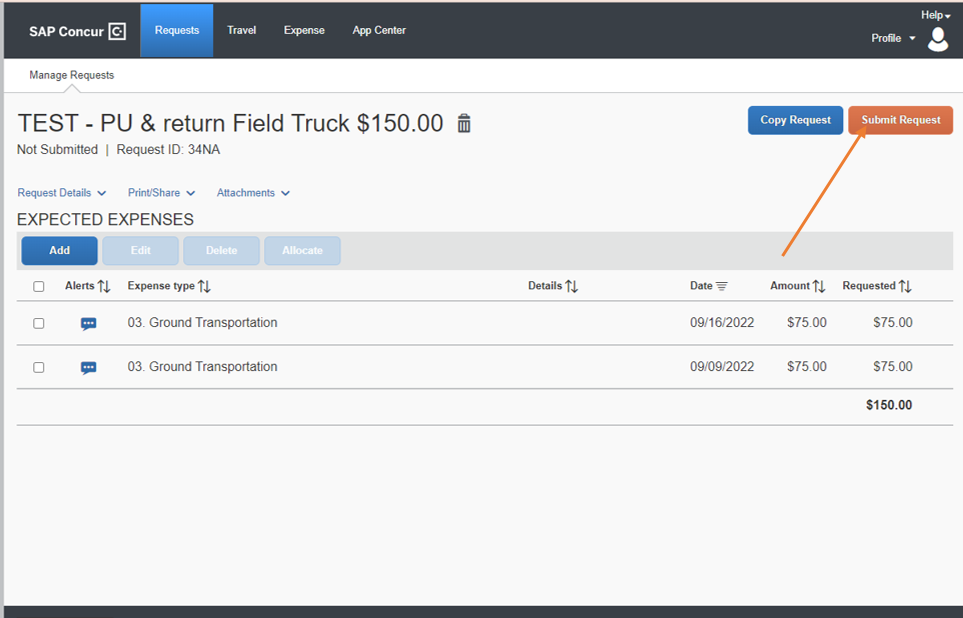 Help
SAP Concur C Requests Travel Expense App Center
Profile
Manage Requests
TEST - PU & return Field Truck $150.00
Copy Request Submit Request
Not Submitted | Request ID: 34NA
Request Details Print/Share Attachments
EXPECTED EXPENSES
Add Edit Delete Allocate
Alerts Expense type Details Date Amount Requested
03. Ground Transportation 09/16/2022 $75.00 $75.00
03. Ground Transportation 09/09/2022 $75.00 $75.00
$150.00